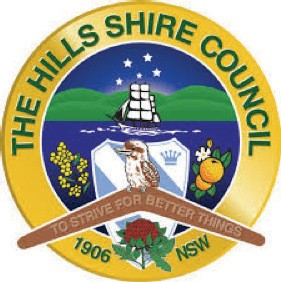 THE HILLS SHIRE COUNCIL
TO STRIVE FOR BETTER THINGS
1906 NSW